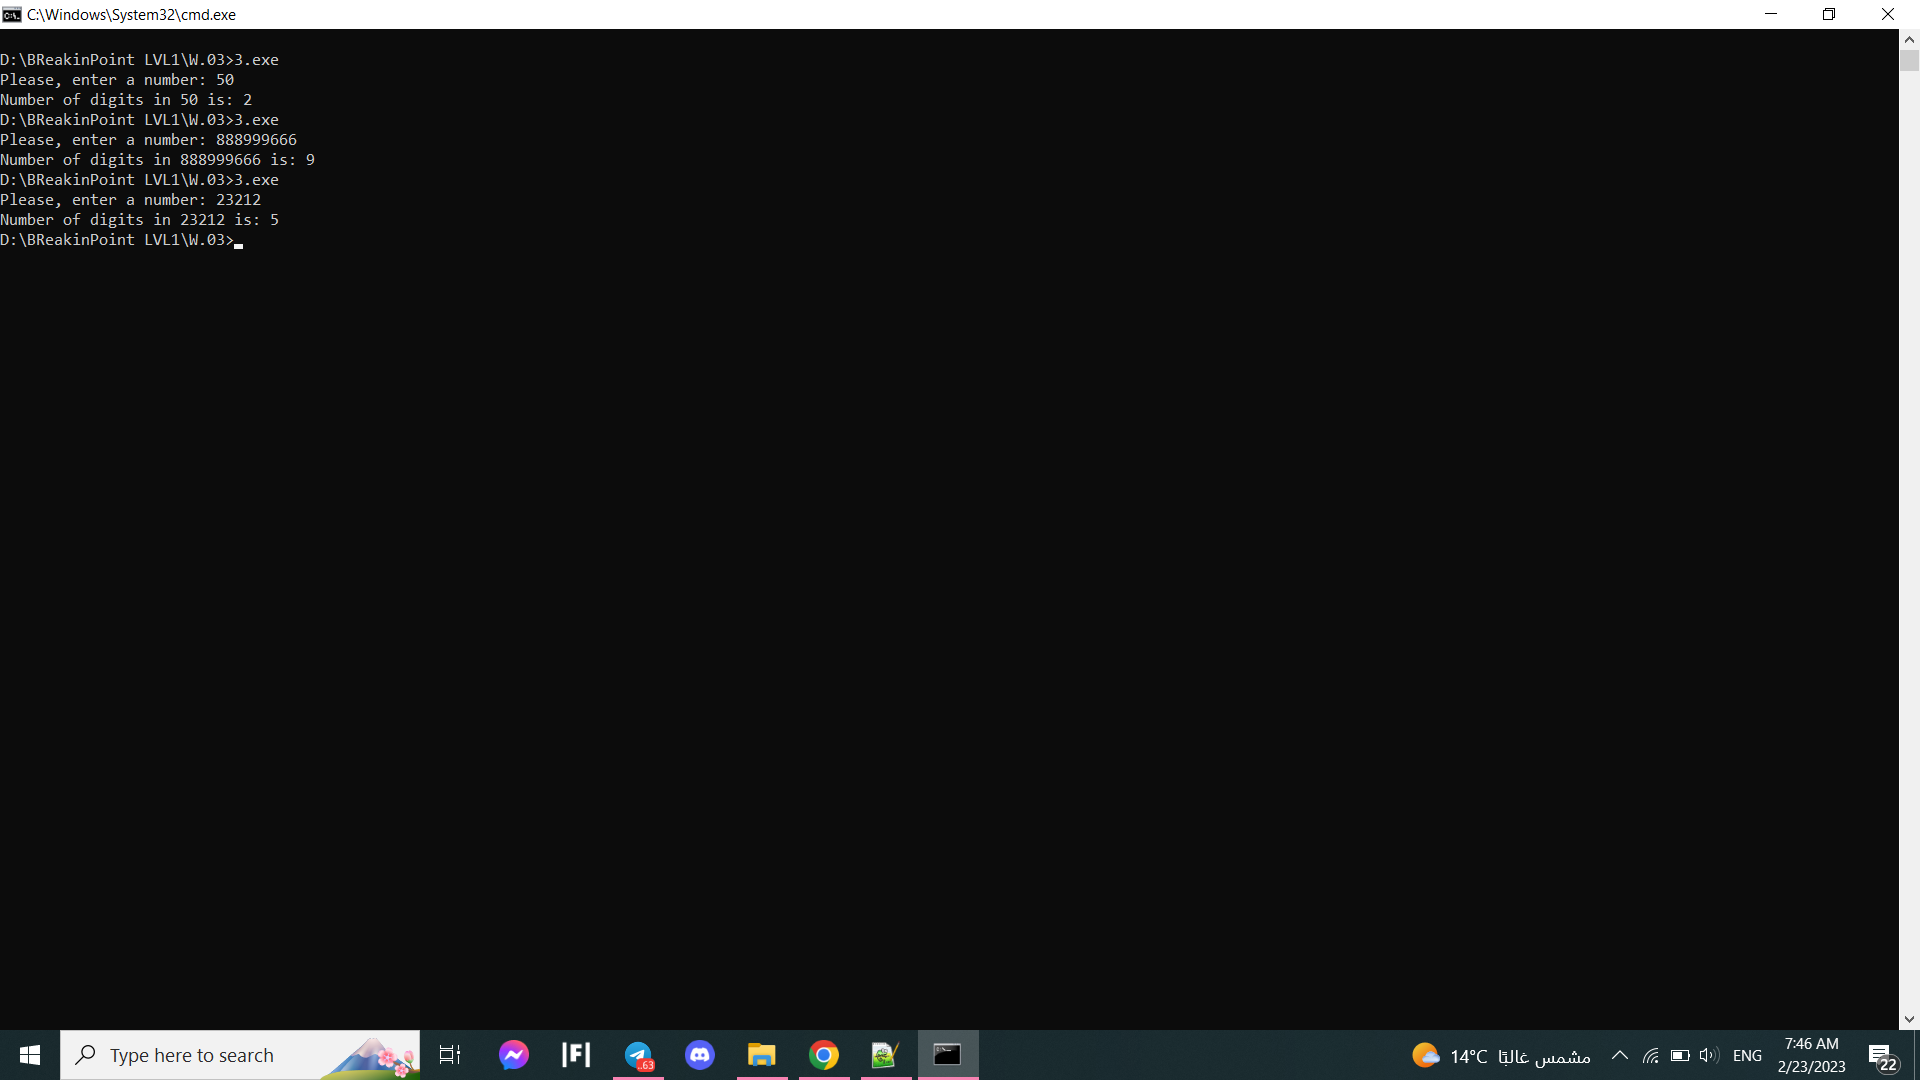 C:\Windows\System32\cmd.exe
D:\BReakinPoint LVL1\W.03>3.exe
Please, enter a number: 50
Number of digits in 50 is: 2
D:\BReakinPoint LVL1\W.03>3.exe
Please, enter a number: 888999666
Number of digits in 888999666 is: 9
D:\BReakinPoint LVL1\W.03>3.exe
Please, enter a number: 23212
Number of digits in 23212 is: 5
D:\BReakinPoint LVL1\W.03>
Type here to search
|F|
..63
14°C مشمس غالبًا
ENG
7:46 AM
2/23/2023
22